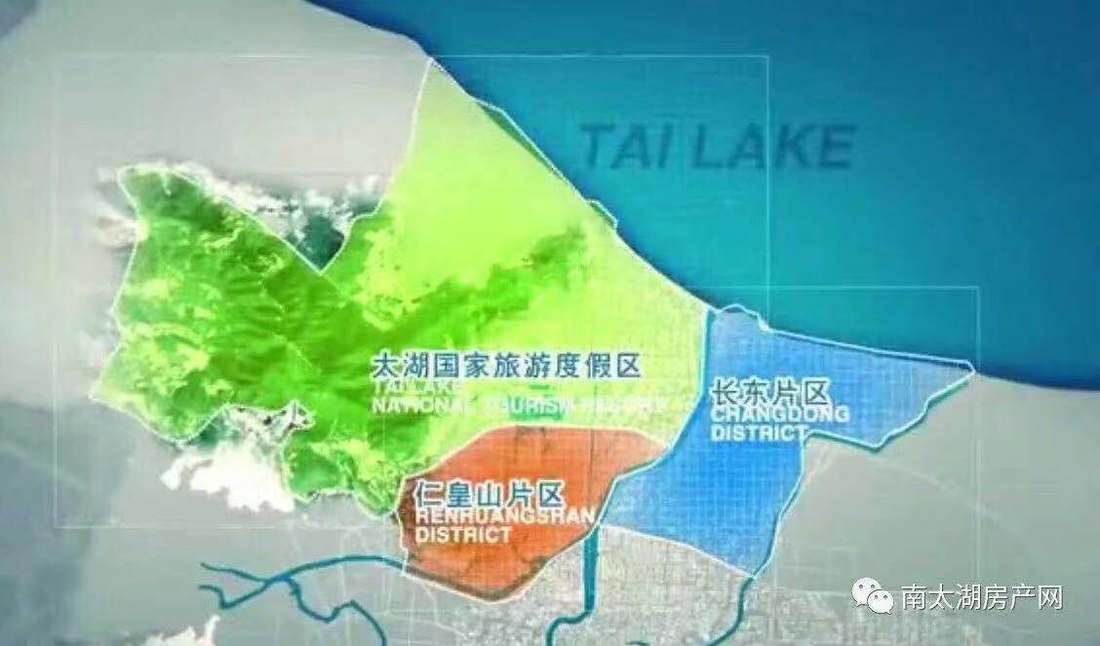 TAI LAKE
太湖国家旅游度假区
TAI LAKE
NATIONAL TOURISM RESORT
长东片区
CHANGDONG
DISTRICT
仁皇山片区
RENHUANGSHAN
DISTRICT
南太湖房产网